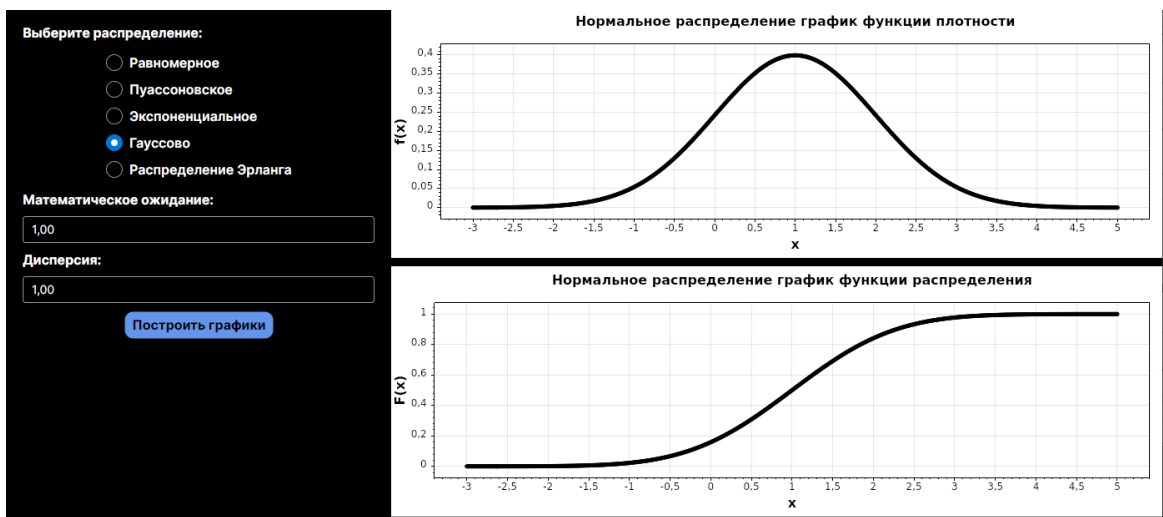 Выберите распределение:
Равномерное
Пуассоновское
Экспоненциальное
Гауссово
Распределение Эрланга
Математическое ожидание:
1,00
Дисперсия:
1,00
Построить графики
Нормальное распределение график функции плотности
f(x)
0,4
0,35
0,3
0,25
0,2
0,15
0,1
0,05
0
-3 -2,5 -2 -1,5 -1 -0,5 0 0,5 1 1,5 2 2,5 3 3,5 4 4,5 5
x
Нормальное распределение график функции распределения
F(x)
1
0,8
0,6
0,4
0,2
0
-3 -2,5 -2 -1,5 -1 -0,5 0 0,5 1 1,5 2 2,5 3 3,5 4 4,5 5
x